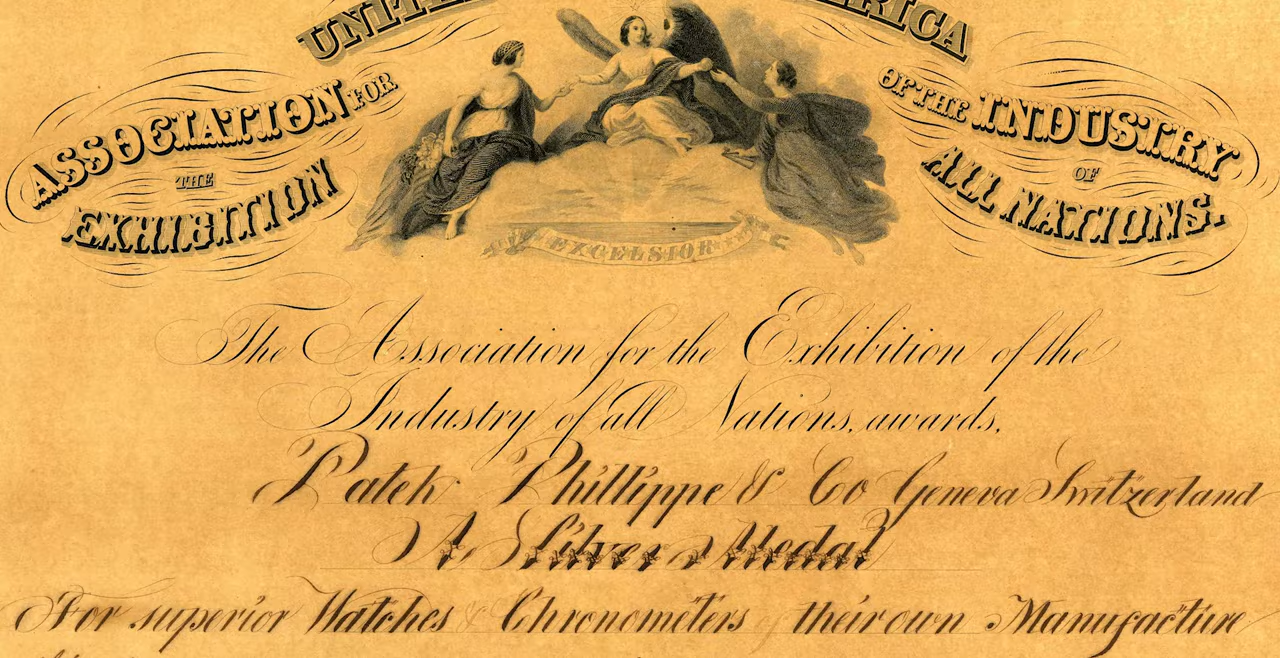 UNITED
AMERICA
ASSOCIATION FOR
THE
EXHIBITION
OF THE INDUSTRY
OF
ALL NATIONS.
EXCELSIOR
The Association for the Exhibition of the
Industry of all Nations, awards,
Patek Phillippe & Co Geneva Switzerland
A Silver Medal
For superior Watches & Chronometers of their own Manufacture